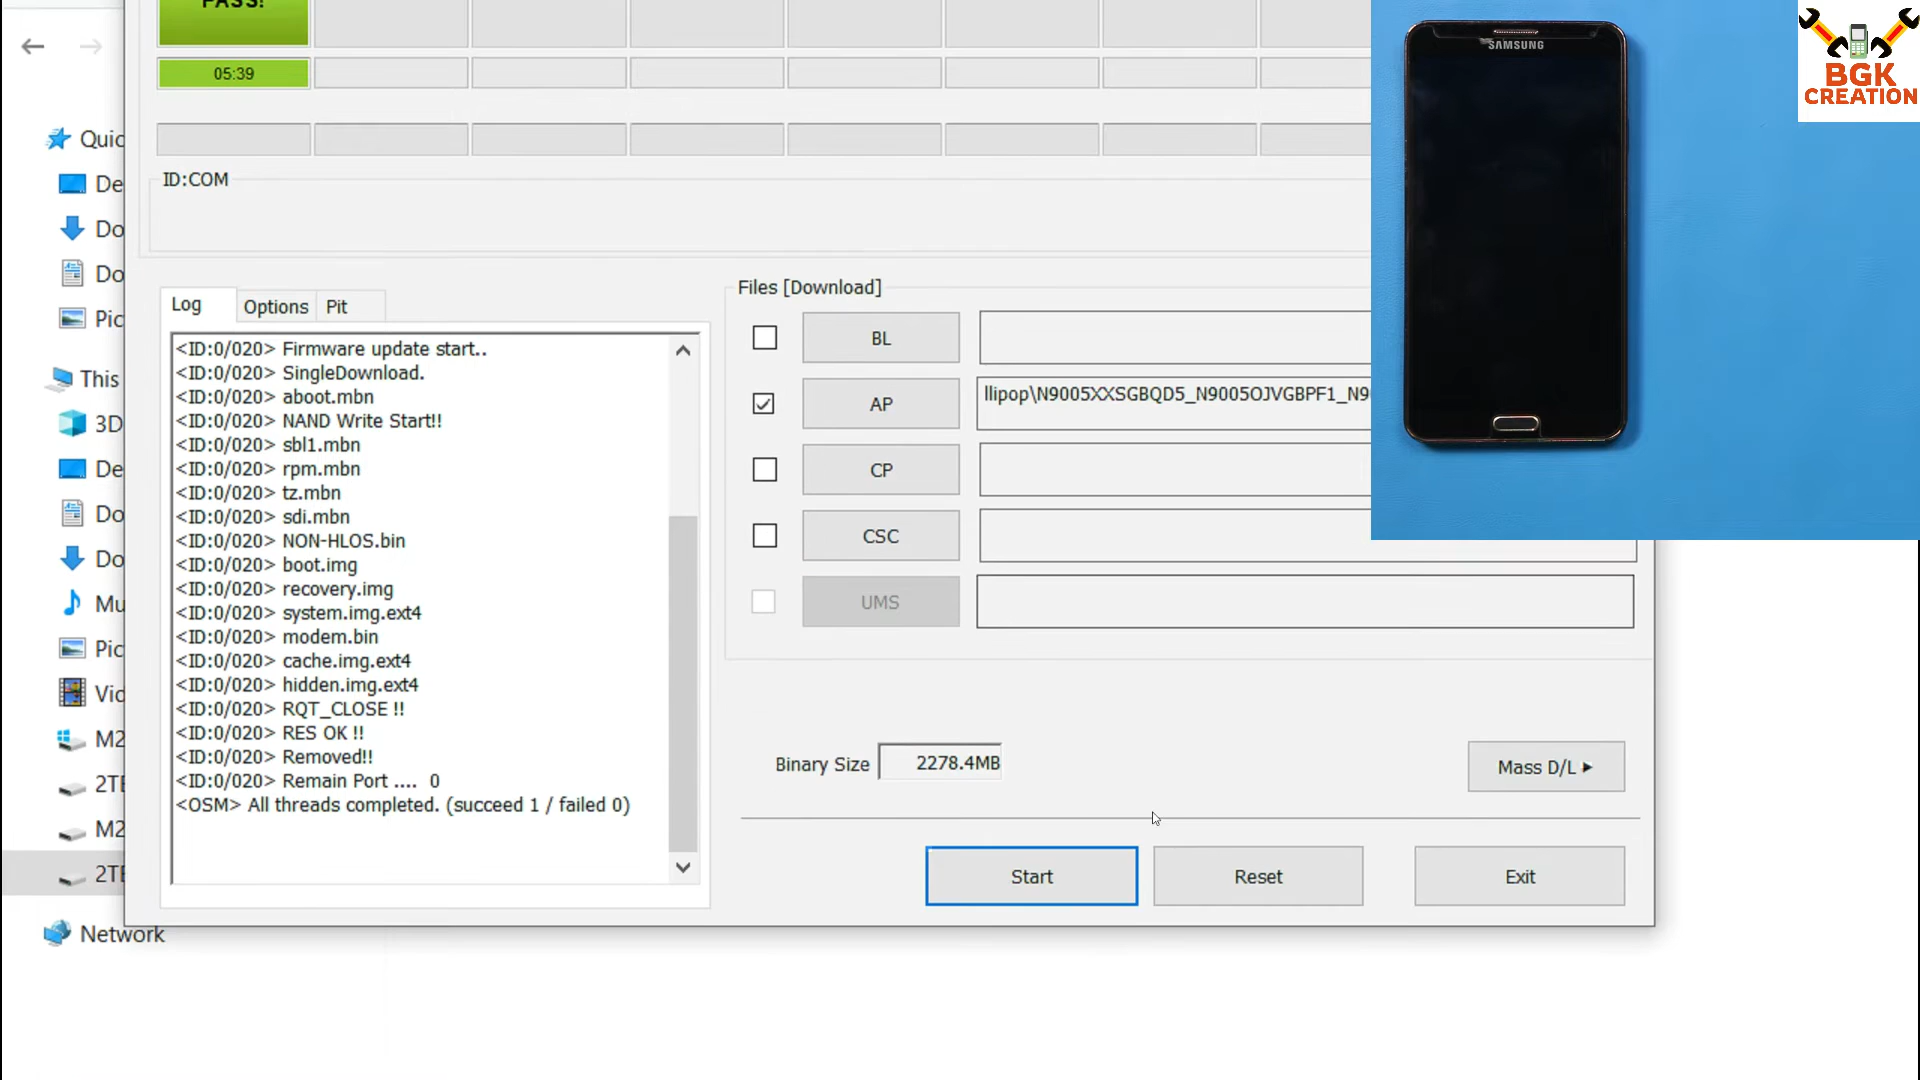 PASS!
05:39
ID:COM
SAMSUNG
BGK
CREATION
Quic
De
Do
Do
Pic
This
3D
De
Do
Do
Mu
Pic
Vid
M2
2TE
M2
2TE
Network
Log
Options
Pit
<ID:0/020> Firmware update start..
<ID:0/020> SingleDownload.
<ID:0/020> aboot.mbn
<ID:0/020> NAND Write Start!!
<ID:0/020> sbl1.mbn
<ID:0/020> rpm.mbn
<ID:0/020> tz.mbn
<ID:0/020> sdi.mbn
<ID:0/020> NON-HLOS.bin
<ID:0/020> boot.img
<ID:0/020> recovery.img
<ID:0/020> system.img.ext4
<ID:0/020> modem.bin
<ID:0/020> cache.img.ext4
<ID:0/020> hidden.img.ext4
<ID:0/020> RQT_CLOSE !!
<ID:0/020> RES OK !!
<ID:0/020> Removed!!
<ID:0/020> Remain Port .... 0
<OSM> All threads completed. (succeed 1 / failed 0)
Files [Download]
BL
AP
llipop\N9005XXSGBQD5_N9005OJVGBPF1_N9
CP
CSC
UMS
Binary Size
2278.4MB
Mass D/L
Start
Reset
Exit